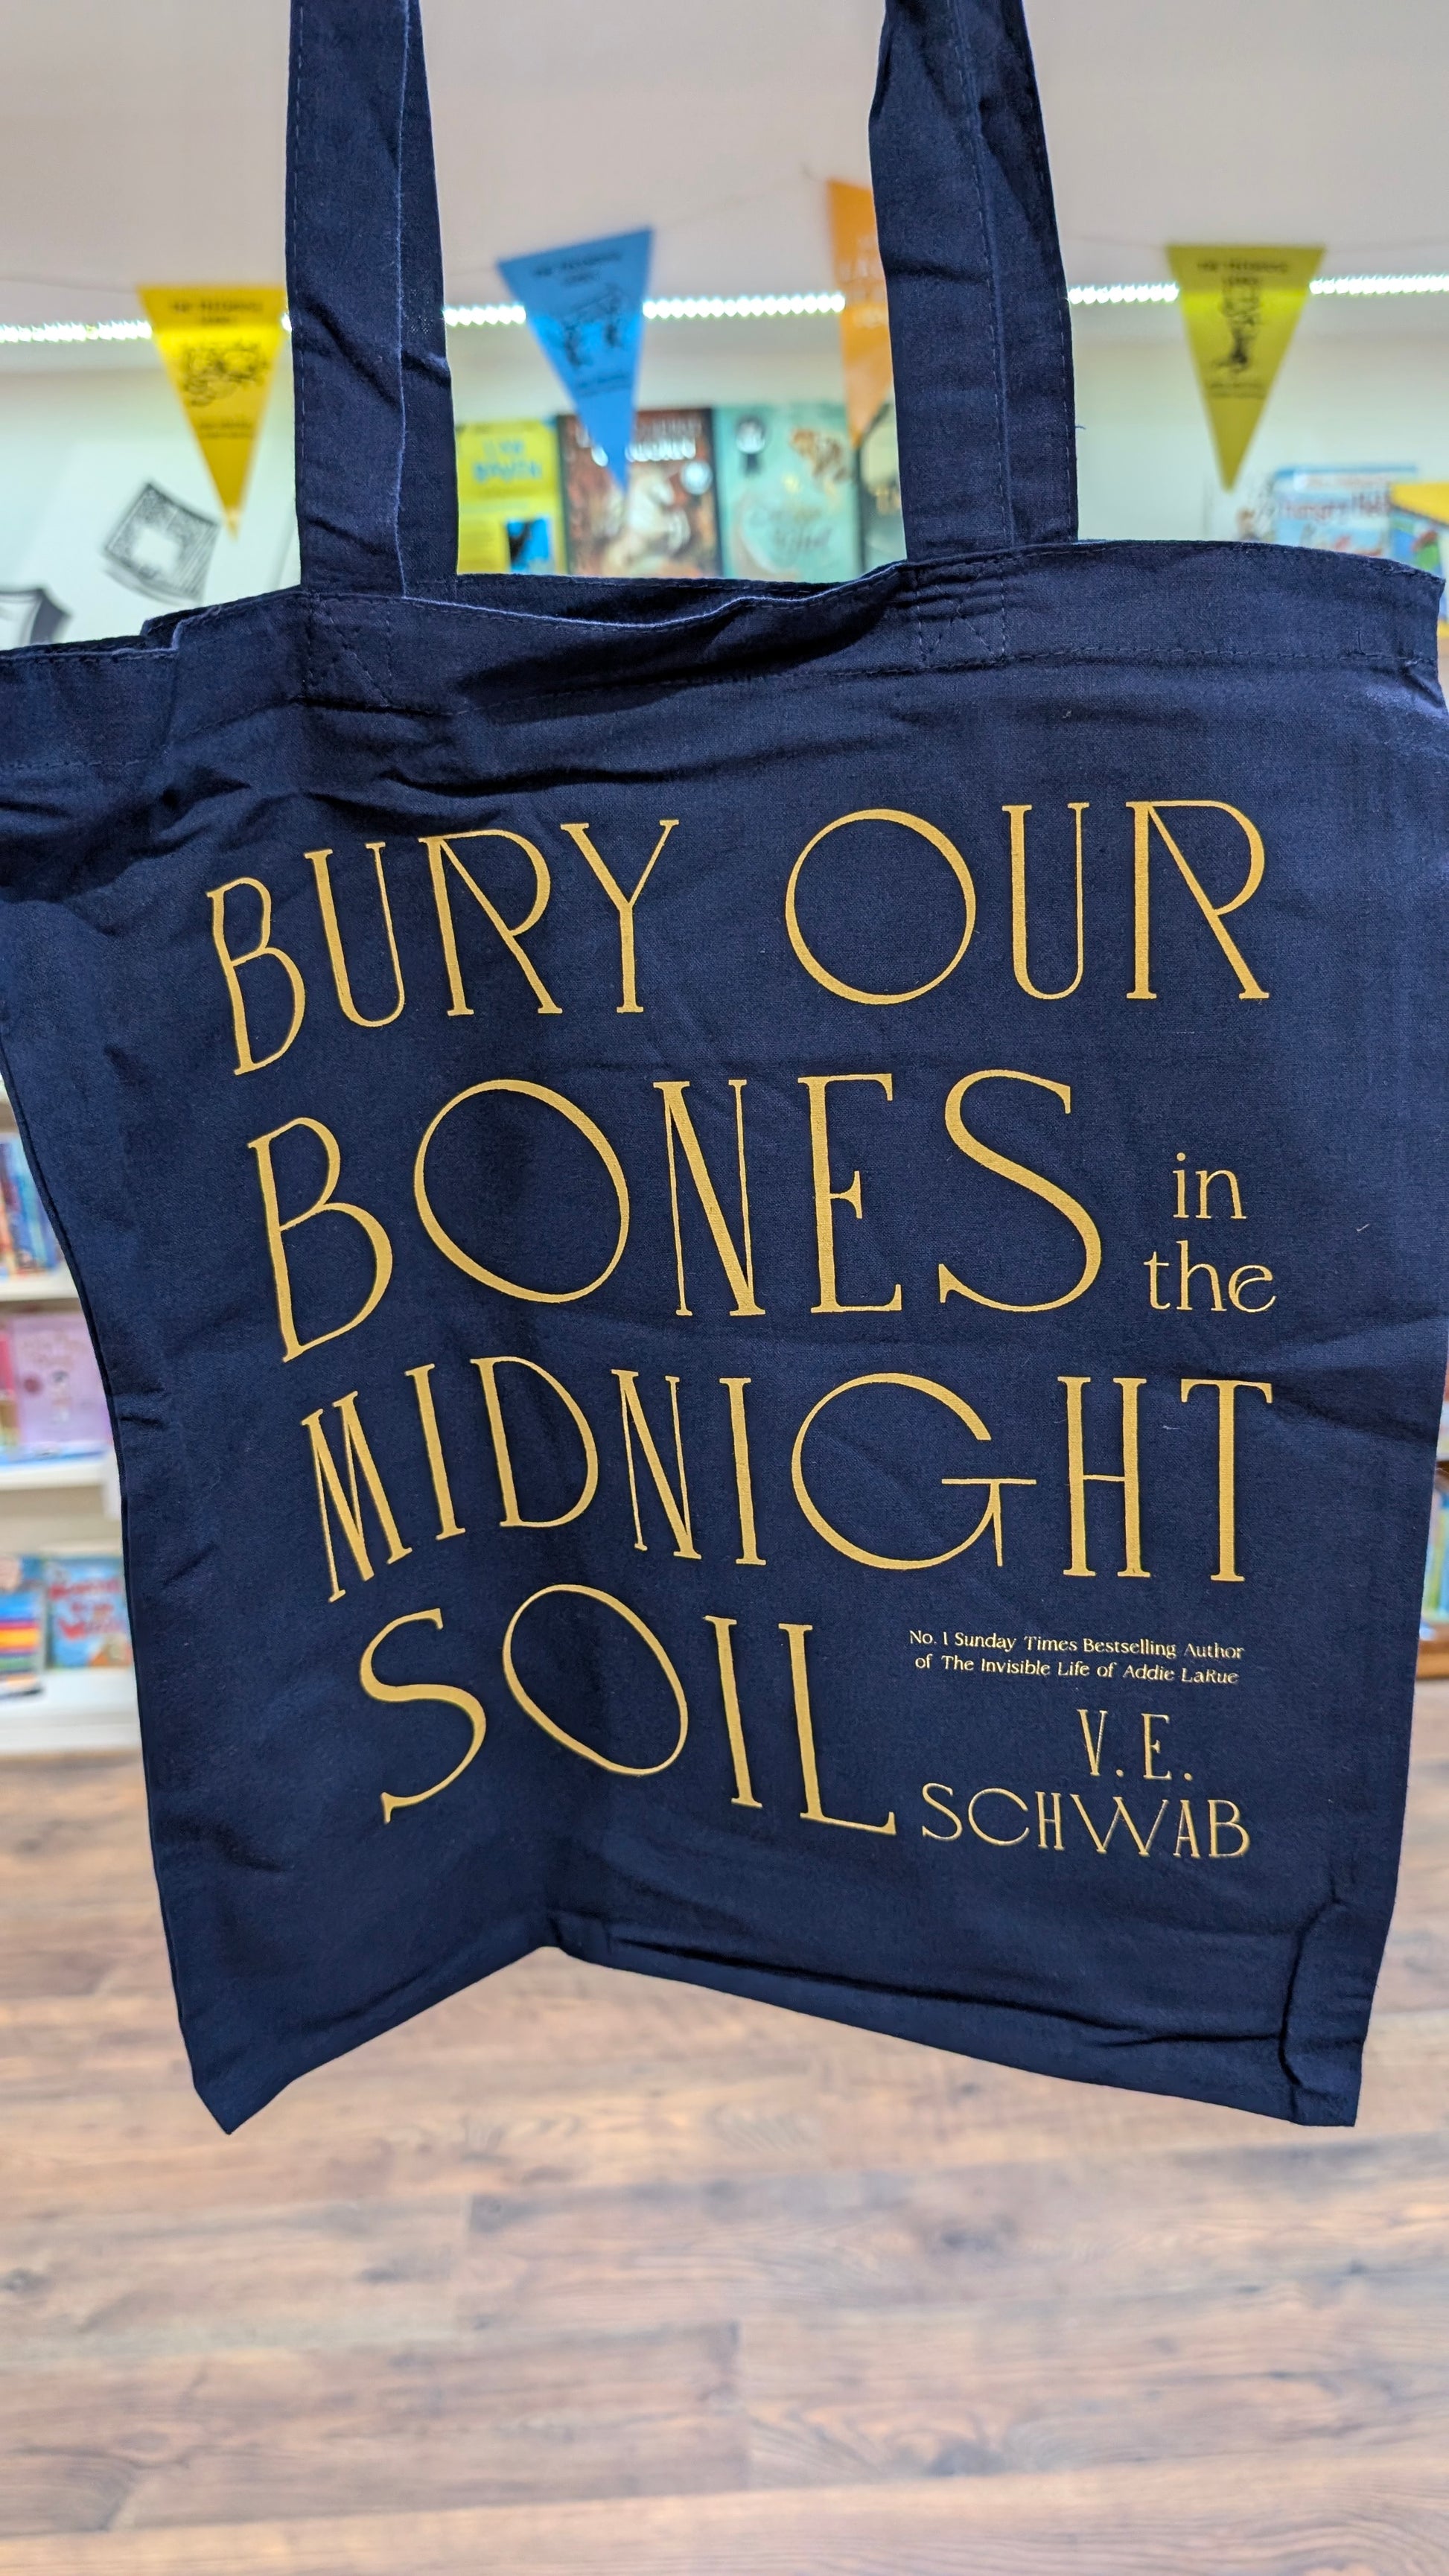 BURY OUR
BONES in
the
MIDNIGHT
SOIL
No. 1 Sunday Times Bestselling Author
of The Invisible Life of Addie LaRue
V. E.
SCHWAB